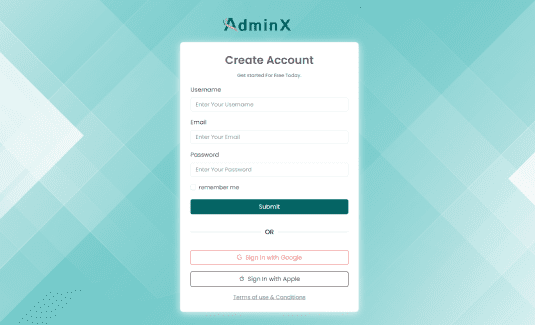 AdminX
Create Account
Get Started For Free Today.
Username
Enter Your Username
Email
Enter Your Email
Password
Enter Your Password
remember me
Submit
OR
Sign In with Google
Sign In with Apple
Terms of use & Conditions